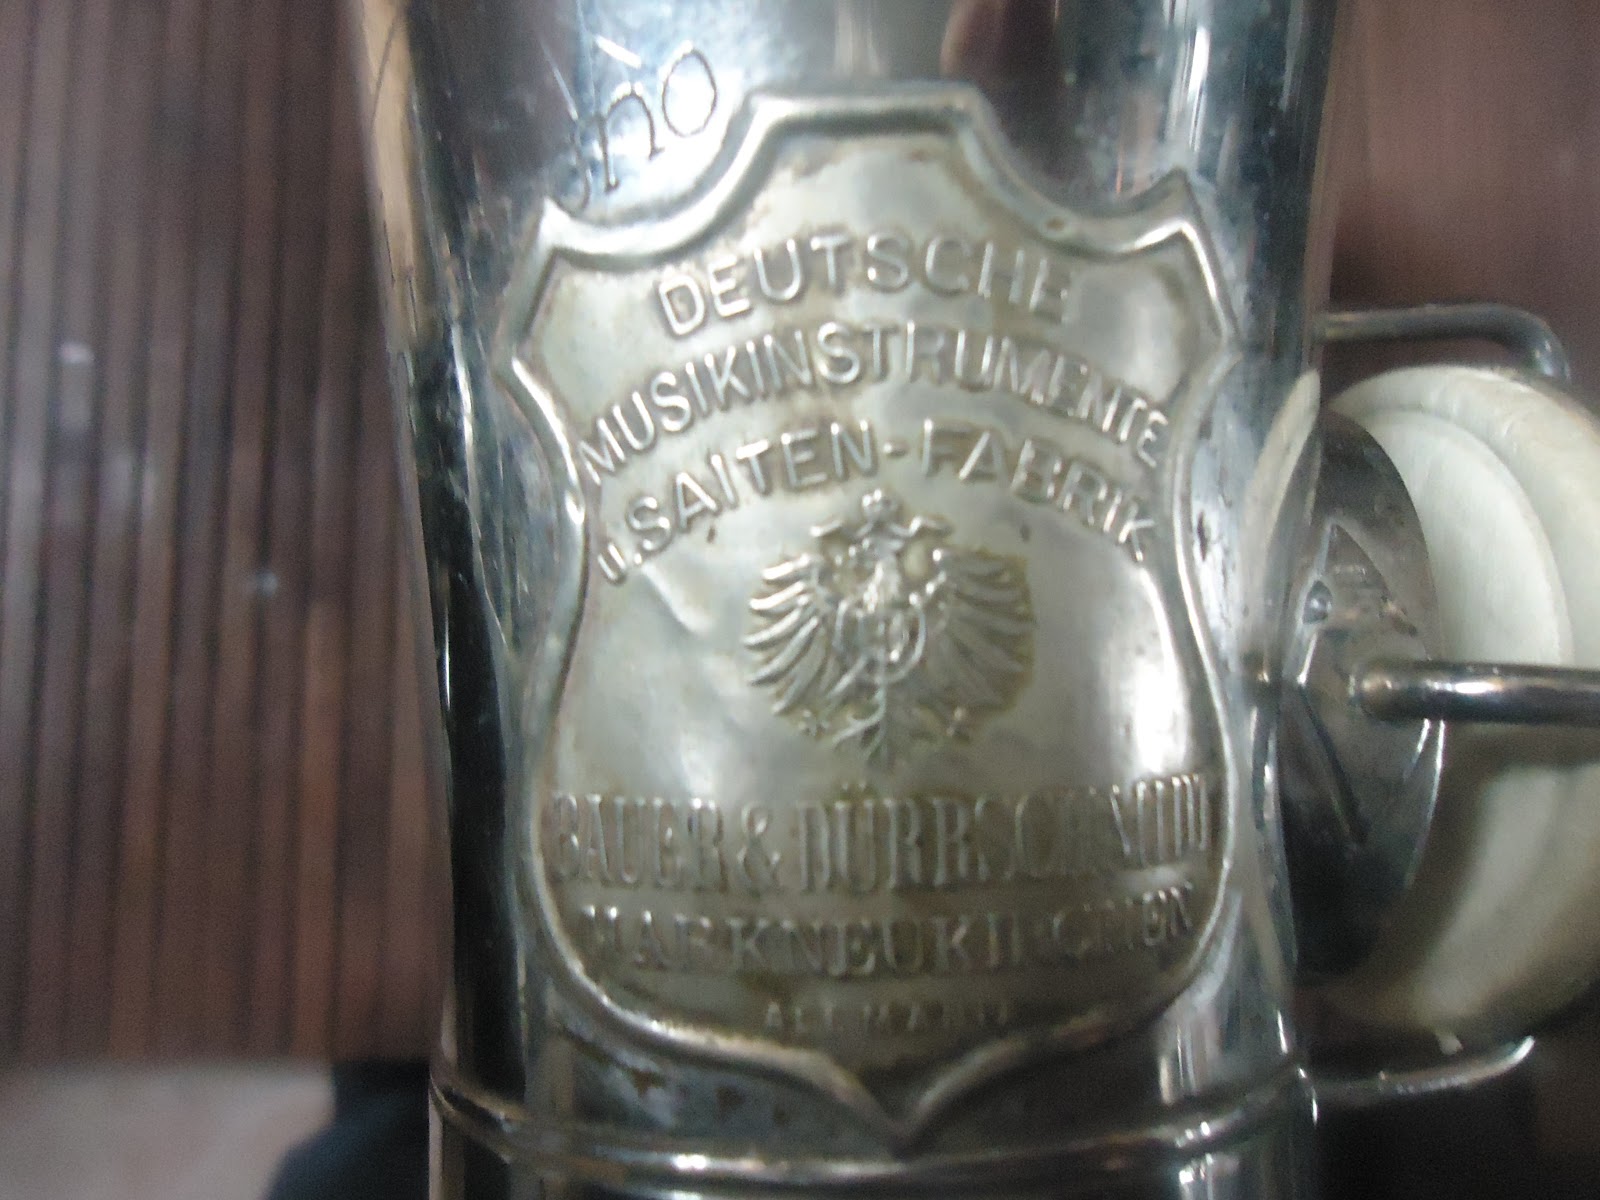 DEUTSCHE
MUSIKINSTRUMENTE
u. SAITEN-FABRIK
BAUER & DÜRRSCHMIDT
MARKNEUKIRCHEN